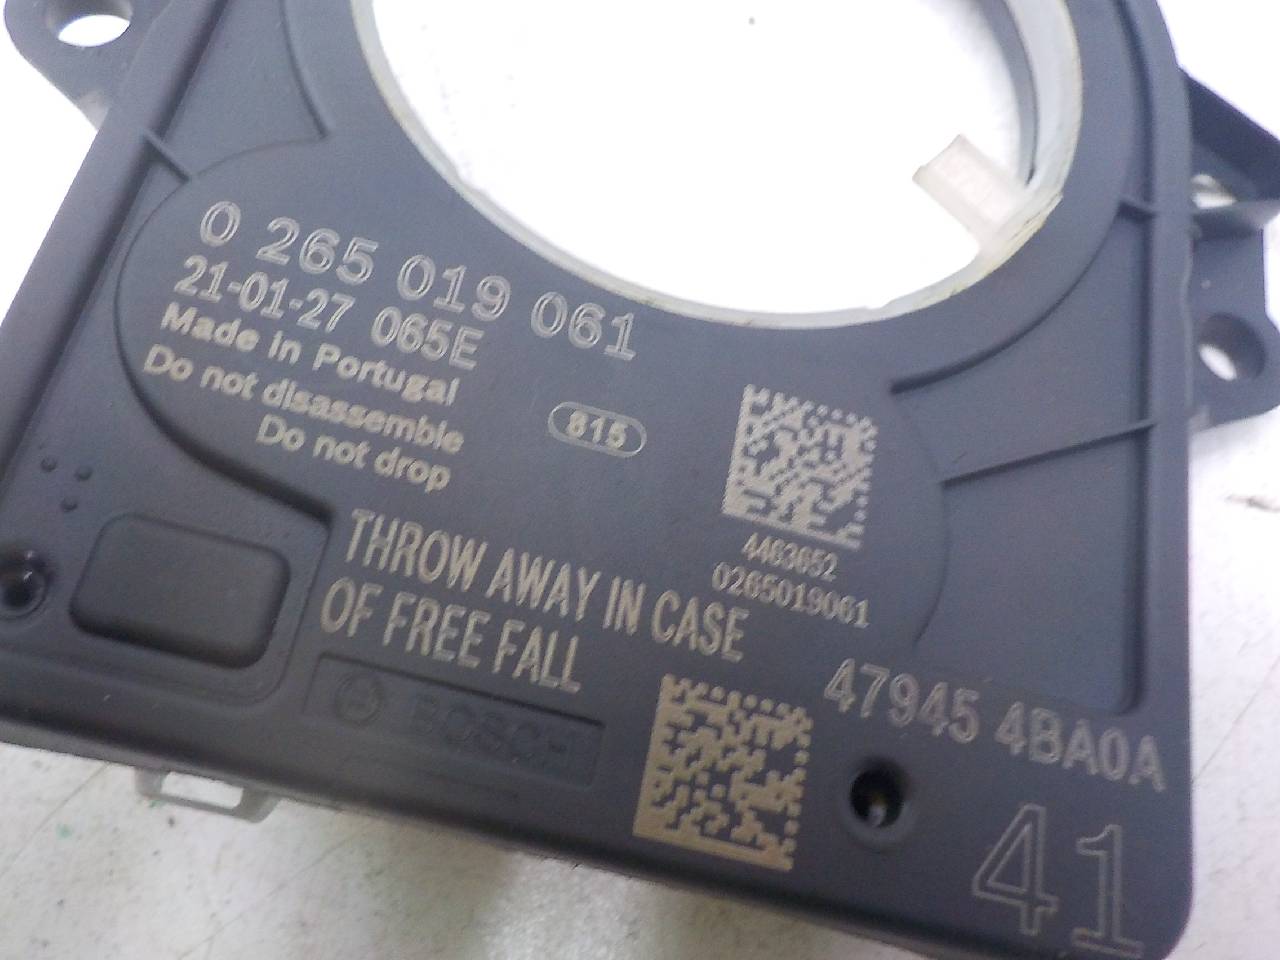 0 265 019 061
21-01-27 065E
Made in Portugal
Do not disassemble
Do not drop
815
4463652
0265019061
THROW AWAY IN CASE
OF FREE FALL
BOSCH
47945 4BA0A
41